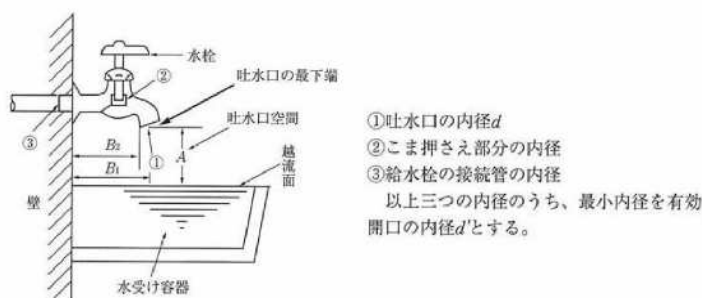 水栓
②
吐水口の最下端
吐水口空間
③
B₂
①
A
B₁
越流面
壁
水受け容器
①吐水口の内径d
②こま押さえ部分の内径
③給水栓の接続管の内径
以上三つの内径のうち、最小内径を有効
開口の内径d'とする。